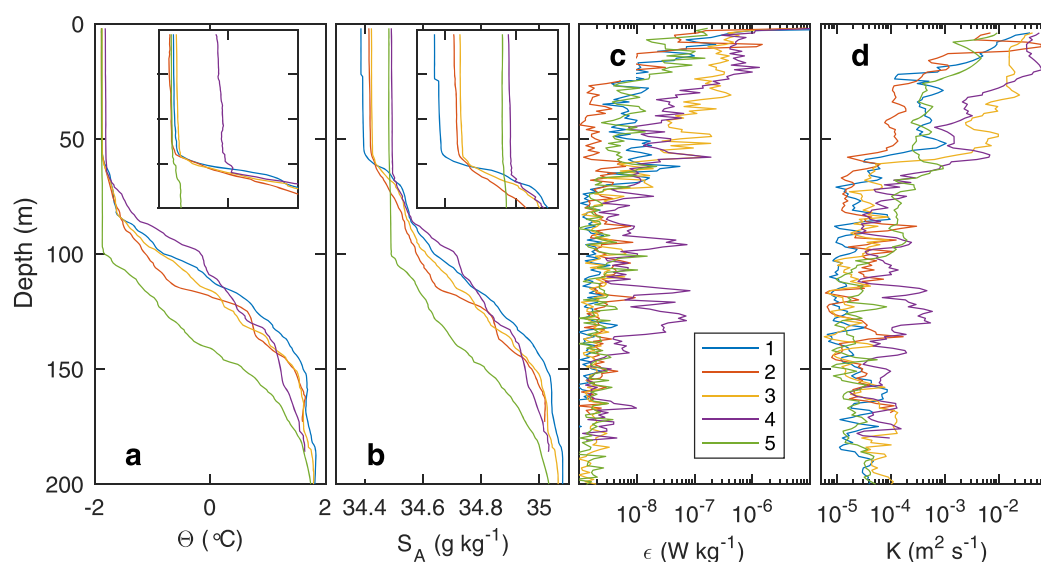 0
50
100
150
200
Depth (m)
a
b
c
d
1
2
3
4
5
-2 0 2
34.4 34.6 34.8 35
10⁻⁸ 10⁻⁷ 10⁻⁶
10⁻⁵ 10⁻⁴ 10⁻³ 10⁻²
Θ (°C)
S_A (g kg⁻¹)
ϵ (W kg⁻¹)
K (m² s⁻¹)